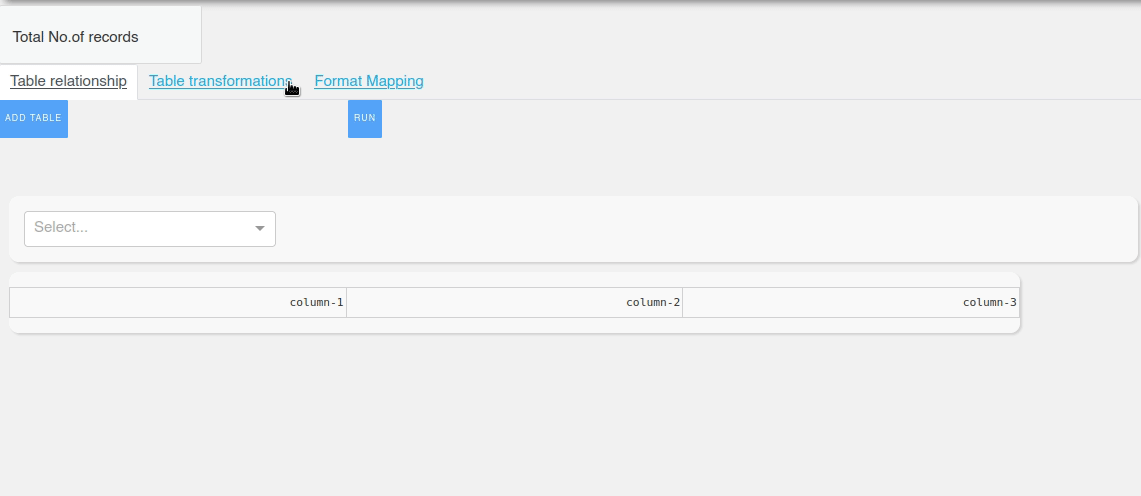 Total No.of records
Table relationship Table transformations Format Mapping
ADD TABLE RUN
Select...
column-1 column-2 column-3